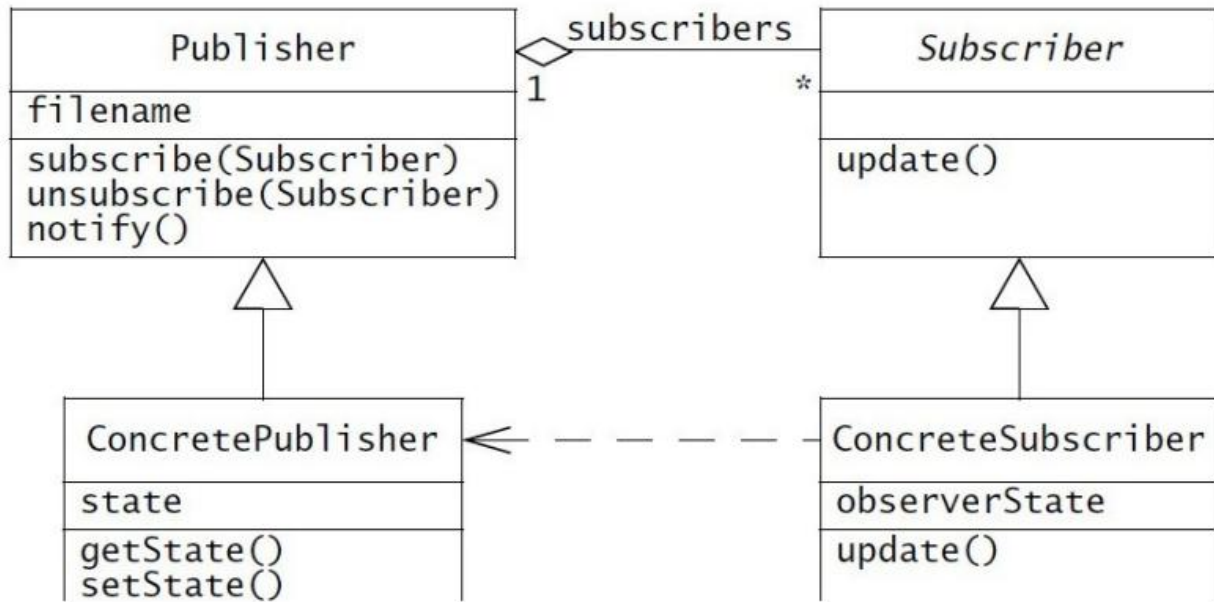 Publisher
filename
subscribe(Subscriber)
unsubscribe(Subscriber)
notify()
subscribers
1
*
Subscriber
update()
ConcretePublisher
state
getState()
setState()
ConcreteSubscriber
observerState
update()